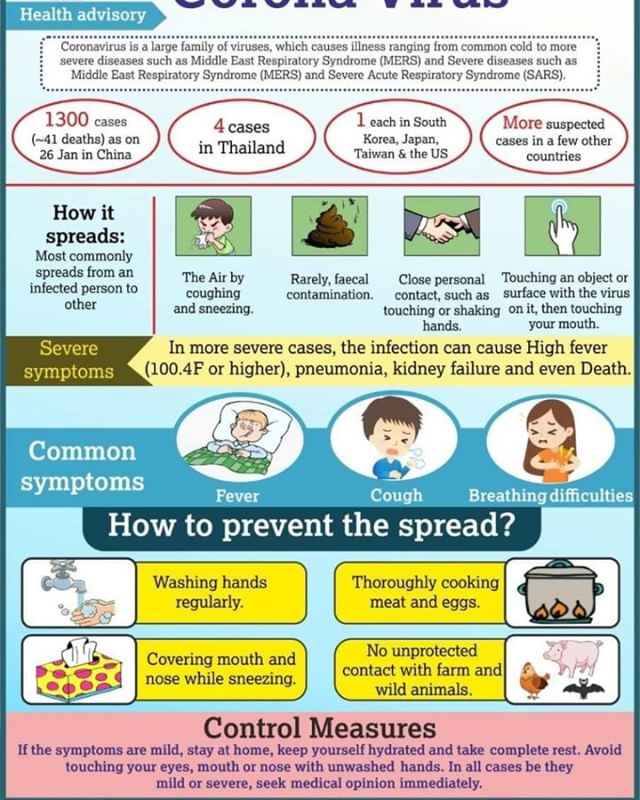 Health advisory
Corona Virus
Coronavirus is a large family of viruses, which causes illness ranging from common cold to more
severe diseases such as Middle East Respiratory Syndrome (MERS) and Severe diseases such as
Middle East Respiratory Syndrome (MERS) and Severe Acute Respiratory Syndrome (SARS).
1300 cases
(~41 deaths) as on
26 Jan in China
4 cases
in Thailand
1 each in South
Korea, Japan,
Taiwan & the US
More suspected
cases in a few other
countries
How it
spreads:
Most commonly
spreads from an
infected person to
other
The Air by
coughing
and sneezing.
Rarely, faecal
contamination.
Close personal
contact, such as
touching or shaking
hands.
Touching an object or
surface with the virus
on it, then touching
your mouth.
Severe
symptoms
In more severe cases, the infection can cause High fever
(100.4F or higher), pneumonia, kidney failure and even Death.
Common
symptoms
Fever
Cough
Breathing difficulties
How to prevent the spread?
Washing hands
regularly.
Thoroughly cooking
meat and eggs.
Covering mouth and
nose while sneezing.
No unprotected
contact with farm and
wild animals.
Control Measures
If the symptoms are mild, stay at home, keep yourself hydrated and take complete rest. Avoid
touching your eyes, mouth or nose with unwashed hands. In all cases be they
mild or severe, seek medical opinion immediately.